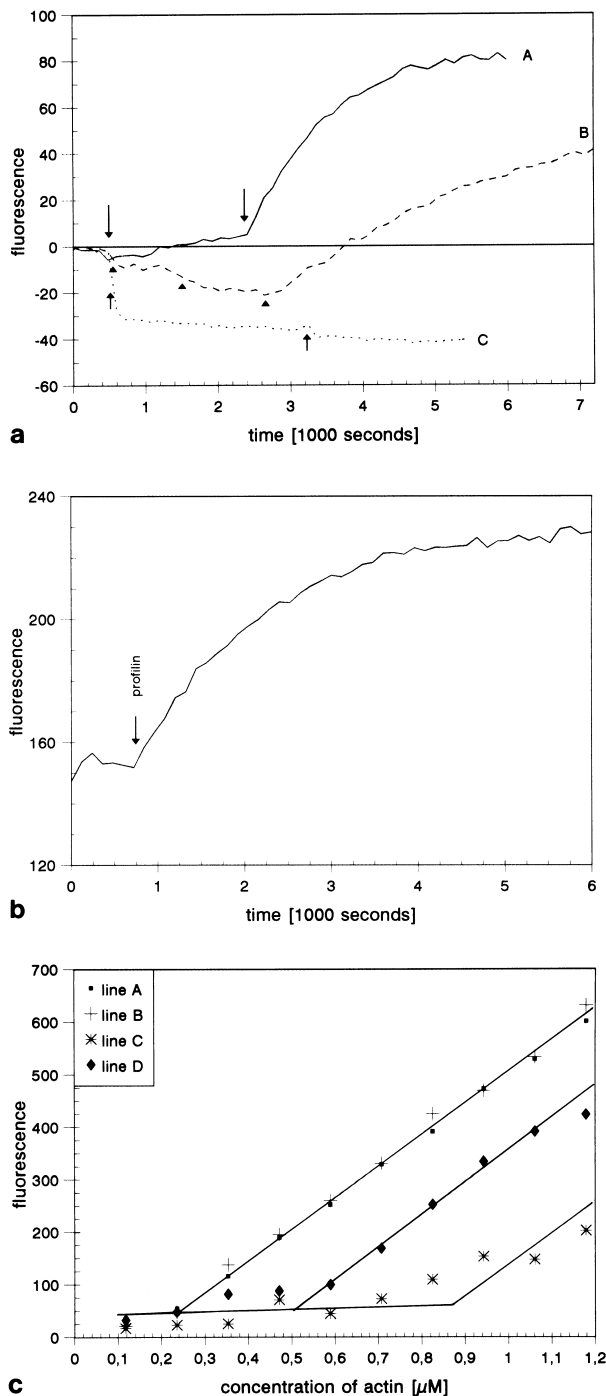 100
80
60
40
20
0
-20
-40
-60
fluorescence
A
B
C
0 1 2 3 4 5 6 7
time [1000 seconds]
a
240
200
160
120
fluorescence
profilin
0 1 2 3 4 5 6
time [1000 seconds]
b
700
600
500
400
300
200
100
0
fluorescence
line A
line B
line C
line D
0 0,1 0,2 0,3 0,4 0,5 0,6 0,7 0,8 0,9 1 1,1 1,2
concentration of actin [µM]
c